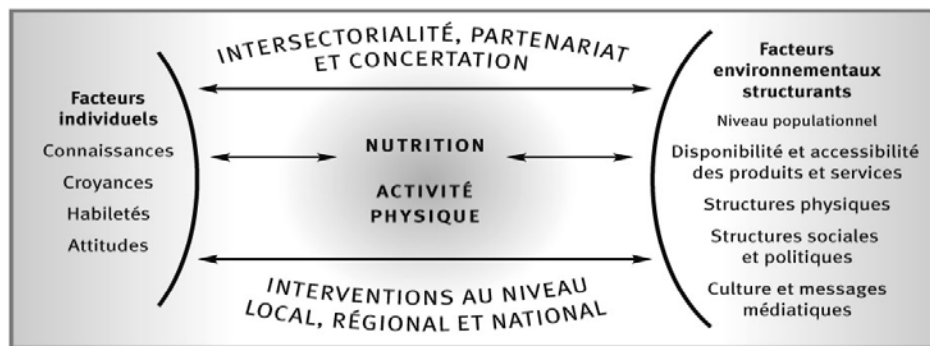 INTERSECTORIALITÉ, PARTENARIAT
ET CONCERTATION
Facteurs
individuels
Connaissances
Croyances
Habiletés
Attitudes
NUTRITION
ACTIVITÉ
PHYSIQUE
INTERVENTIONS AU NIVEAU
LOCAL, RÉGIONAL ET NATIONAL
Facteurs
environnementaux
structurants
Niveau populationnel
Disponibilité et accessibilité
des produits et services
Structures physiques
Structures sociales
et politiques
Culture et messages
médiatiques